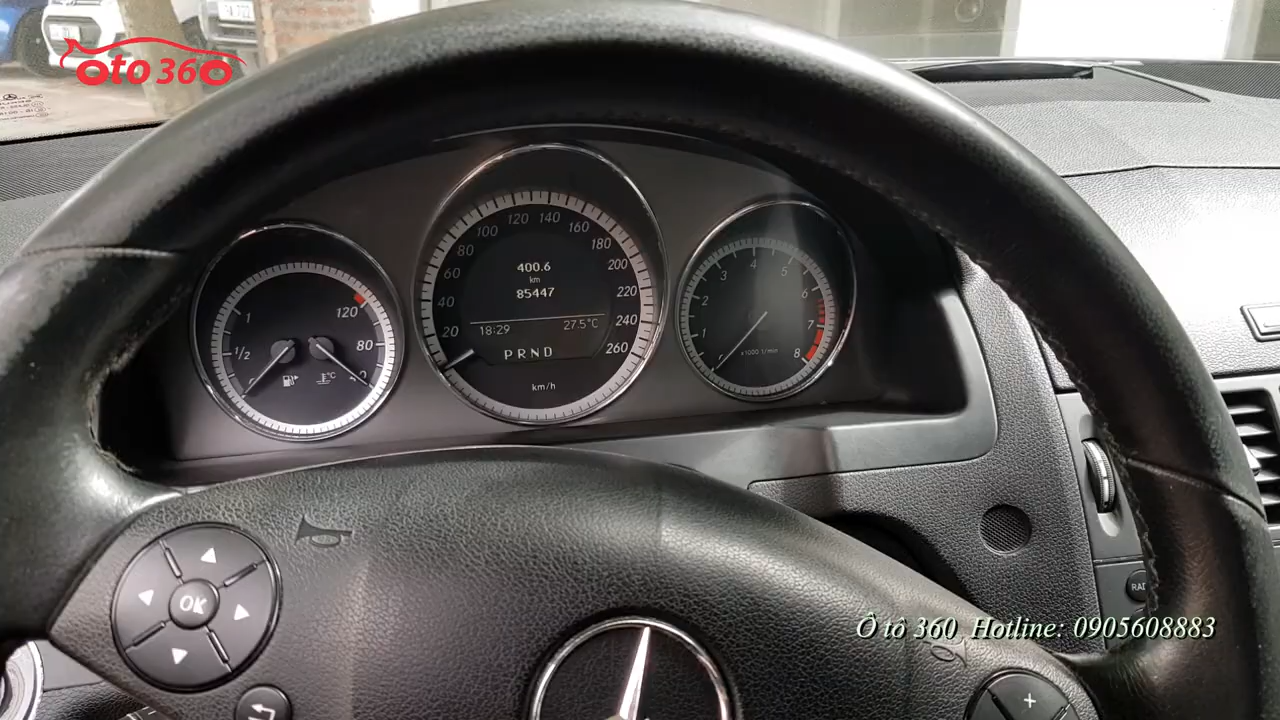 oto 360
120 140
100 160
80 180
60 200
40 220
20 240
260
400.6
km
85447
18:29 27.5°C
P R N D
km/h
1
1/2
120
80
°C
1
2
3
4
5
6
7
8
x1000 1/min
OK
RAD
+
Ô tô 360 Hotline: 0905608883